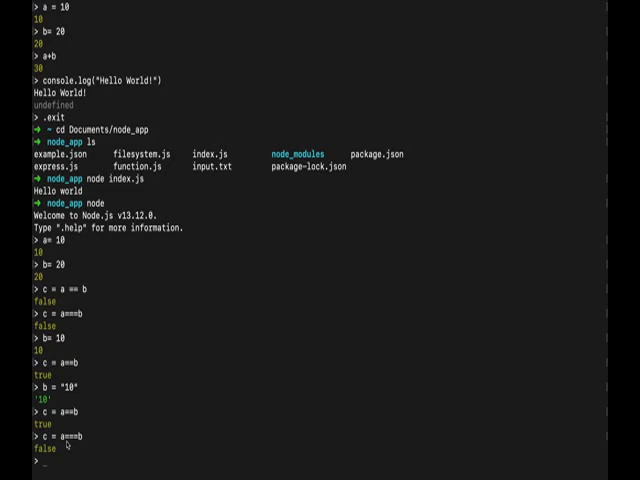 > a = 10
10
> b= 20
20
> a+b
30
> console.log("Hello World!")
Hello World!
undefined
> .exit
➜ ~ cd Documents/node_app
➜ node_app ls
example.json filesystem.js index.js node_modules package.json
express.js function.js input.txt package-lock.json
➜ node_app node index.js
Hello world
➜ node_app node
Welcome to Node.js v13.12.0.
Type ".help" for more information.
> a= 10
10
> b= 20
20
> c = a == b
false
> c = a===b
false
> b= 10
10
> c = a==b
true
> b = "10"
'10'
> c = a==b
true
> c = a===b
false
> _